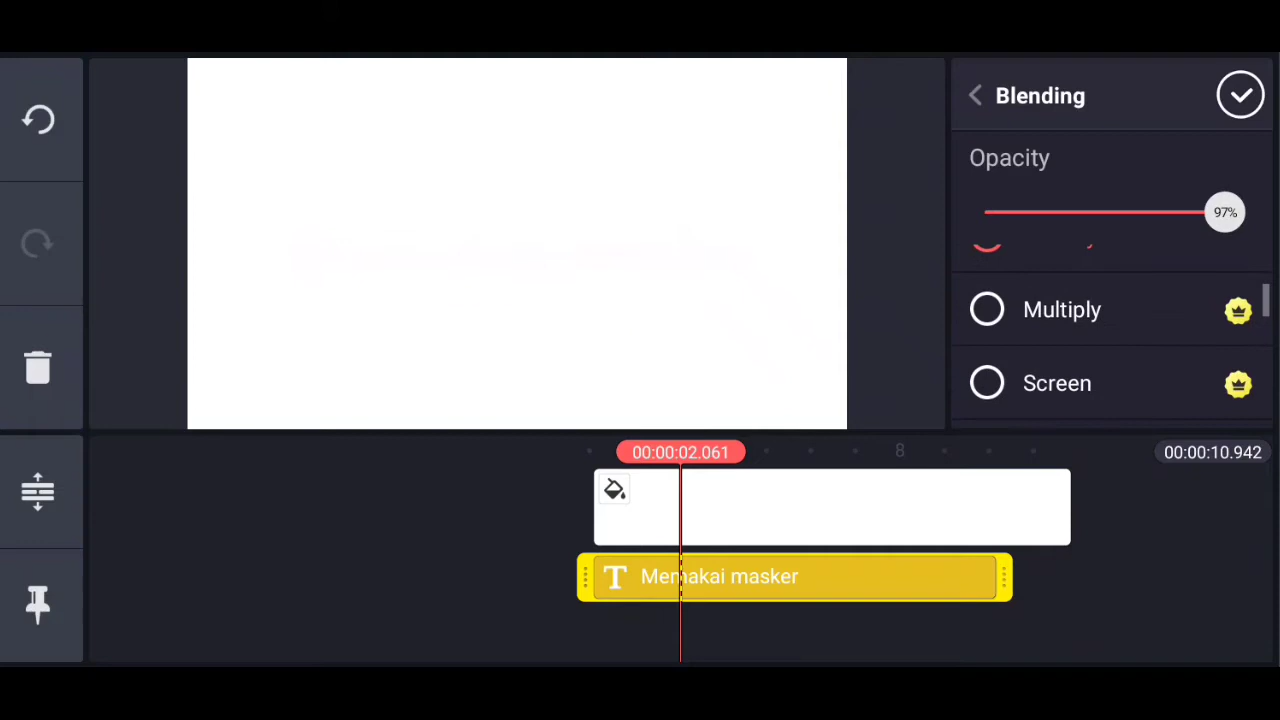 Blending
Opacity
97%
Multiply
Screen
00:00:02.061
8
00:00:10.942
T Memakai masker